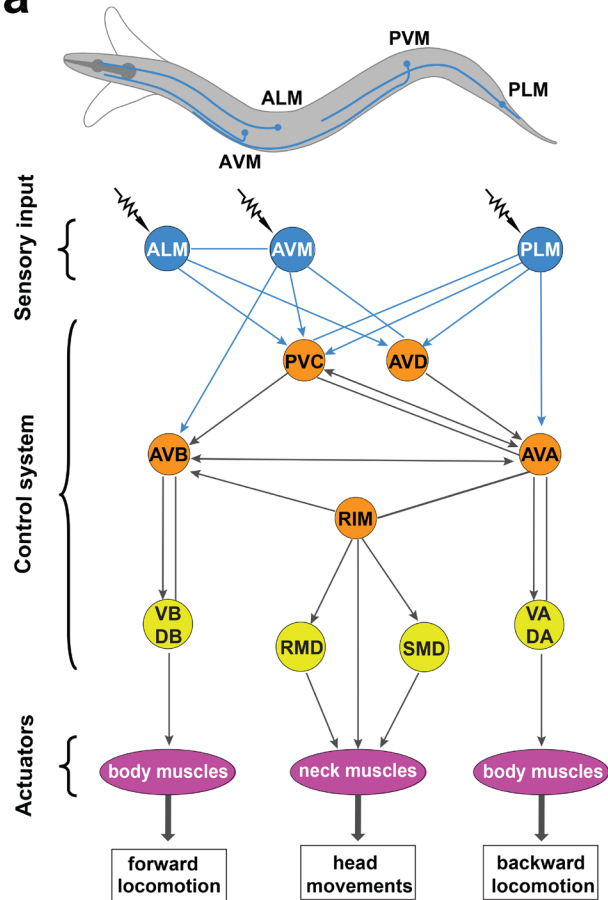 a
PVM
PLM
ALM
AVM
Sensory input
ALM
AVM
PLM
Control system
PVC
AVD
AVB
AVA
RIM
VB
DB
RMD
SMD
VA
DA
Actuators
body muscles
neck muscles
body muscles
forward
locomotion
head
movements
backward
locomotion